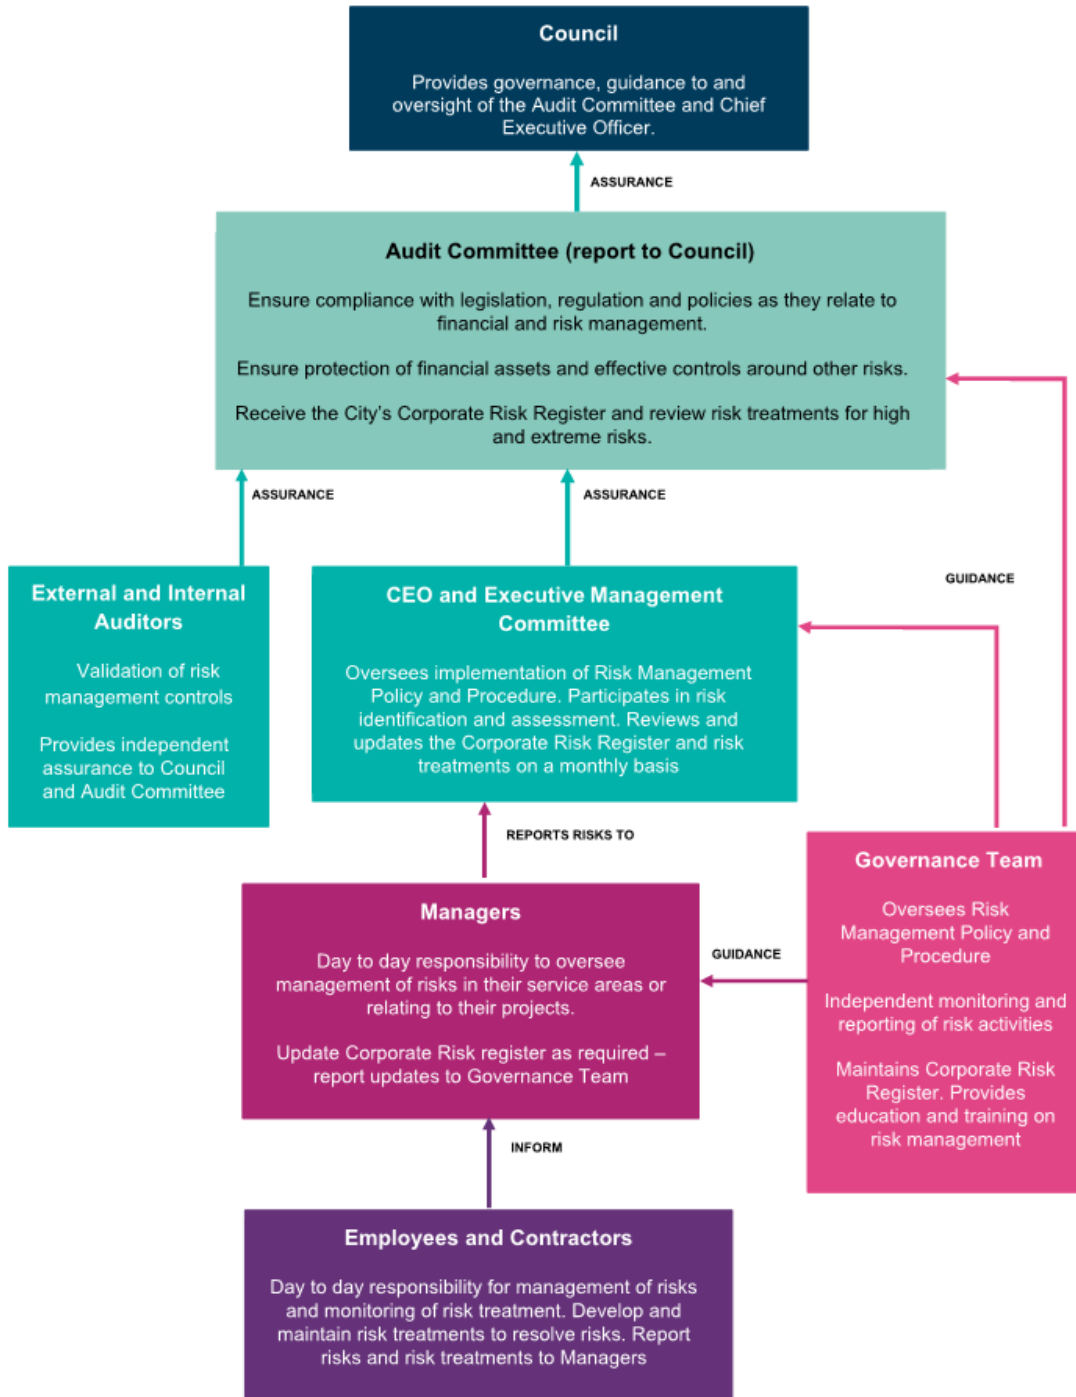 Council
Provides governance, guidance to and
oversight of the Audit Committee and Chief
Executive Officer.
ASSURANCE
Audit Committee (report to Council)
Ensure compliance with legislation, regulation and policies as they relate to
financial and risk management.
Ensure protection of financial assets and effective controls around other risks.
Receive the City's Corporate Risk Register and review risk treatments for high
and extreme risks.
ASSURANCE
ASSURANCE
GUIDANCE
External and Internal
Auditors
Validation of risk
management controls
Provides independent
assurance to Council
and Audit Committee
CEO and Executive Management
Committee
Oversees implementation of Risk Management
Policy and Procedure. Participates in risk
identification and assessment. Reviews and
updates the Corporate Risk Register and risk
treatments on a monthly basis
REPORTS RISKS TO
Managers
Day to day responsibility to oversee
management of risks in their service areas or
relating to their projects.
Update Corporate Risk register as required –
report updates to Governance Team
GUIDANCE
Governance Team
Oversees Risk
Management Policy and
Procedure
Independent monitoring and
reporting of risk activities
Maintains Corporate Risk
Register. Provides
education and training on
risk management
INFORM
Employees and Contractors
Day to day responsibility for management of risks
and monitoring of risk treatment. Develop and
maintain risk treatments to resolve risks. Report
risks and risk treatments to Managers